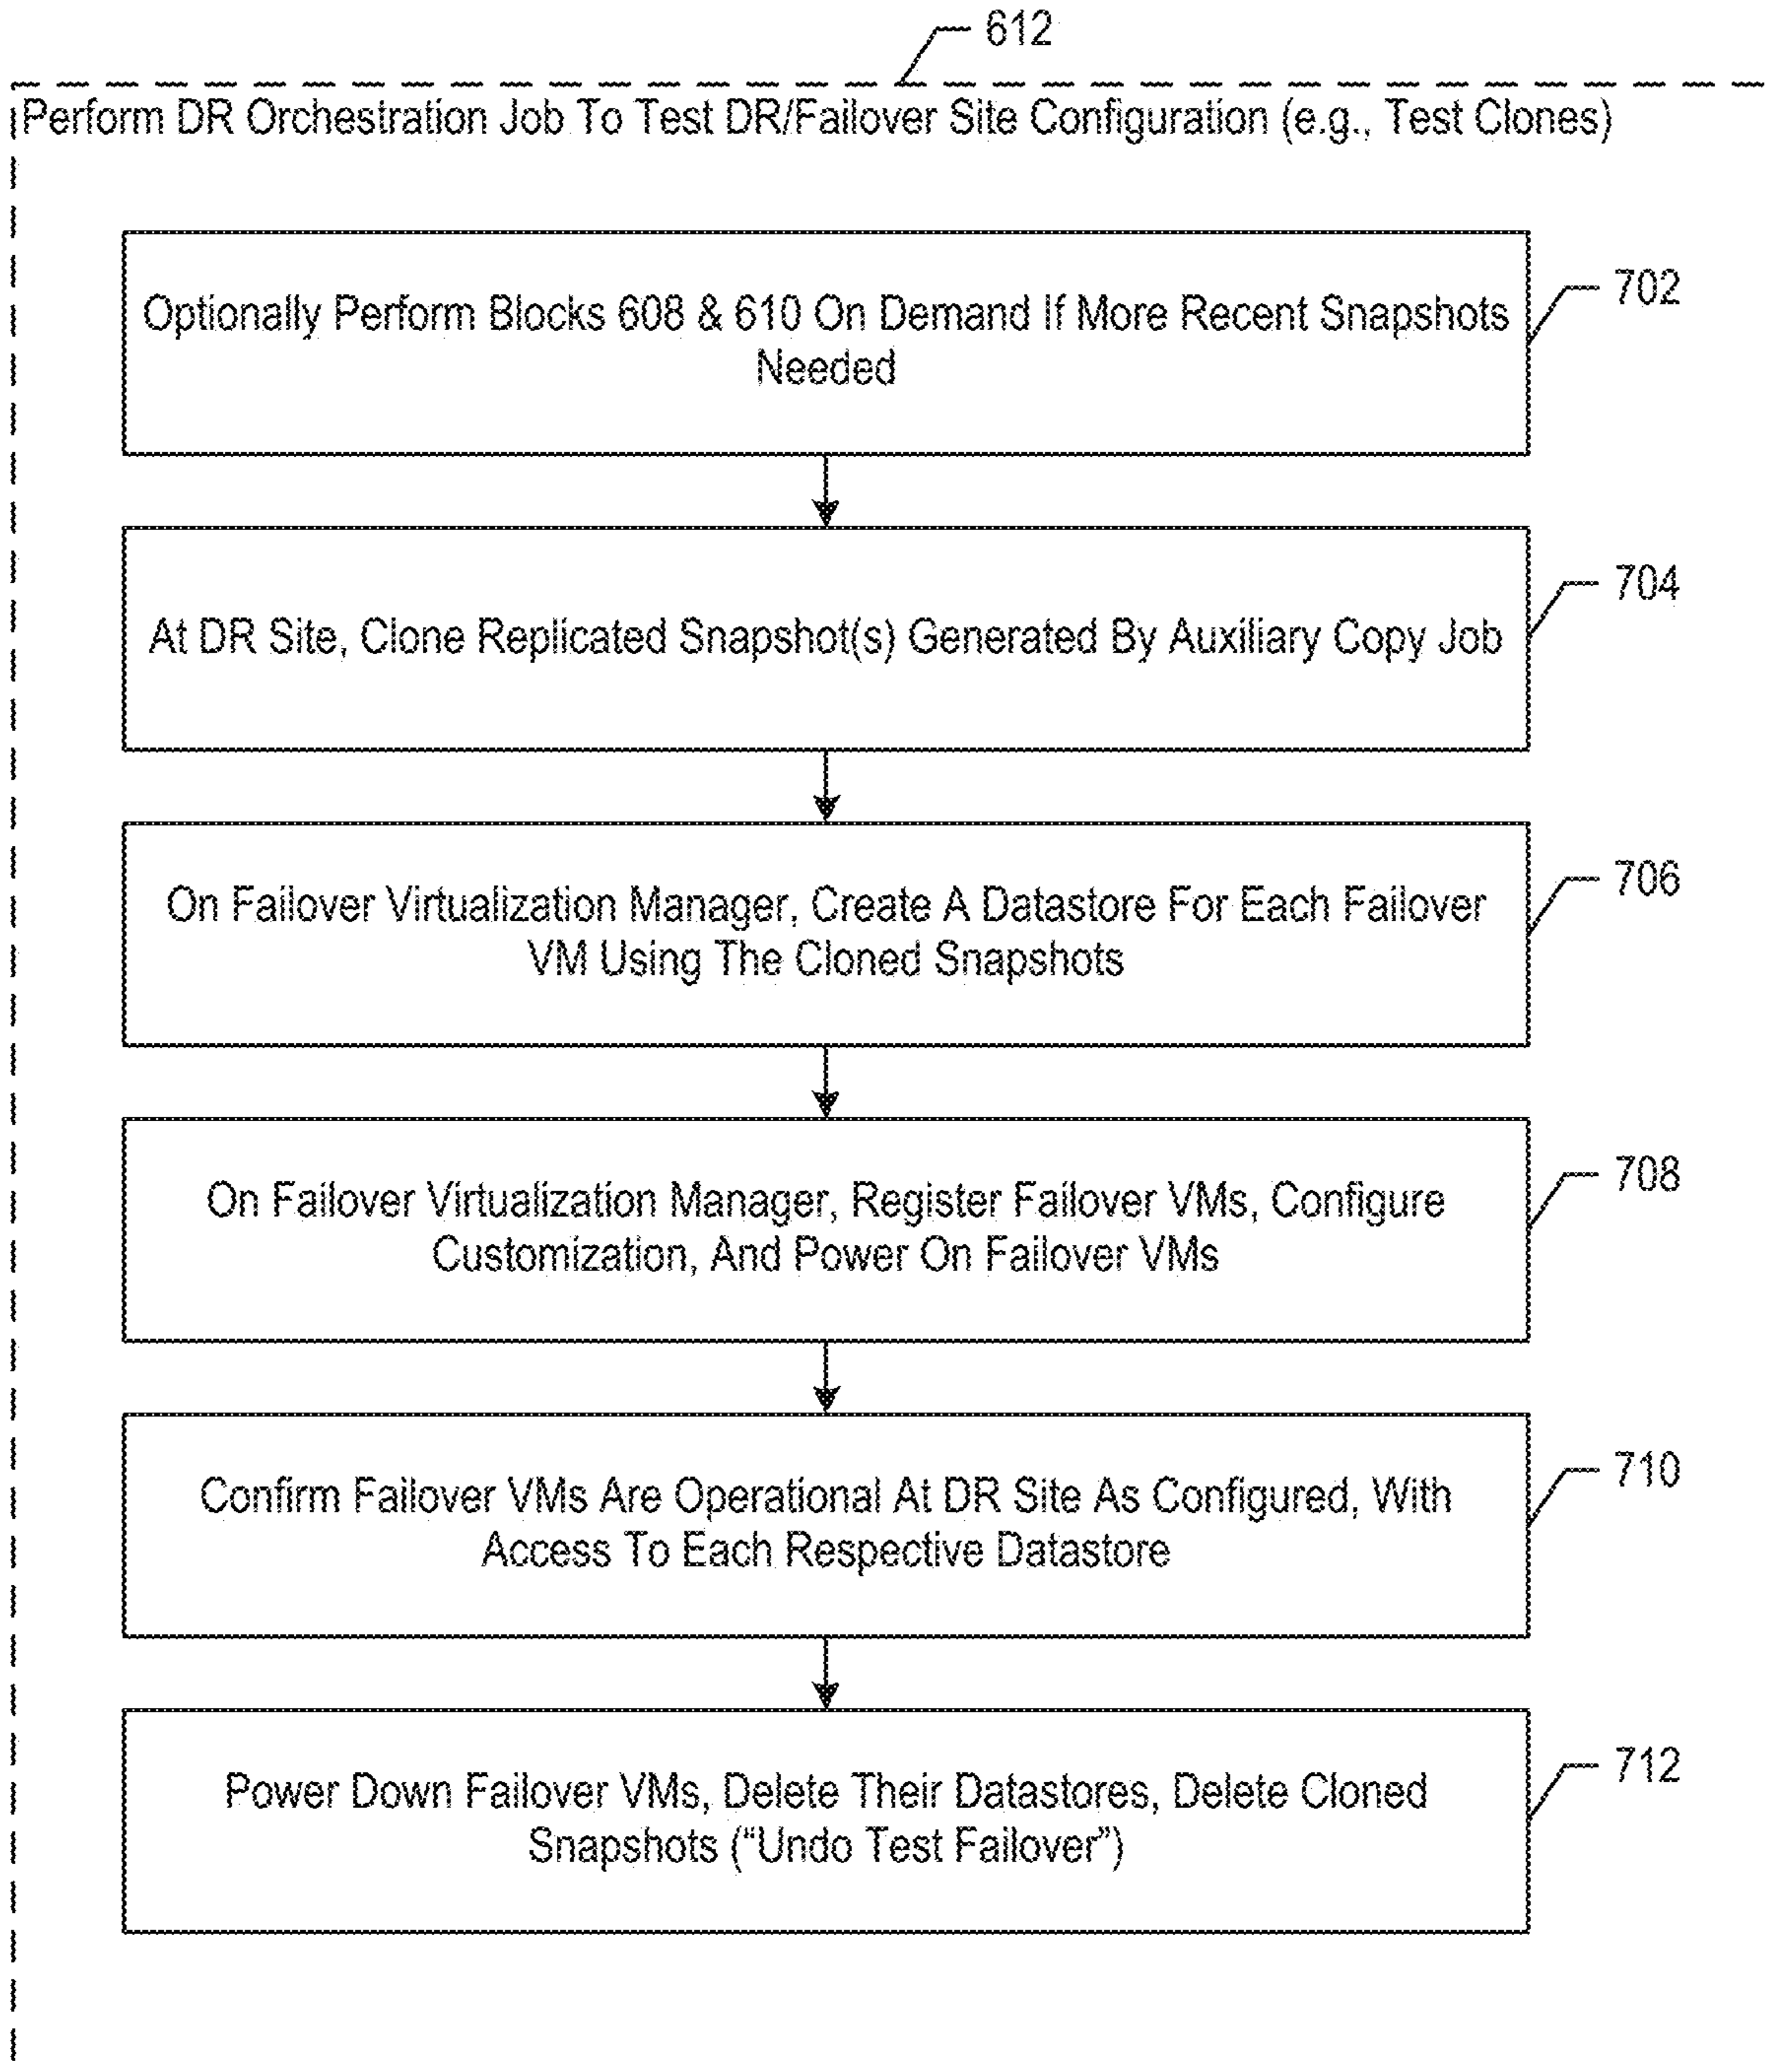 612
Perform DR Orchestration Job To Test DR/Failover Site Configuration (e.g., Test Clones)
Optionally Perform Blocks 608 & 610 On Demand If More Recent Snapshots
Needed
702
At DR Site, Clone Replicated Snapshot(s) Generated By Auxiliary Copy Job
704
On Failover Virtualization Manager, Create A Datastore For Each Failover
VM Using The Cloned Snapshots
706
On Failover Virtualization Manager, Register Failover VMs, Configure
Customization, And Power On Failover VMs
708
Confirm Failover VMs Are Operational At DR Site As Configured, With
Access To Each Respective Datastore
710
Power Down Failover VMs, Delete Their Datastores, Delete Cloned
Snapshots (“Undo Test Failover”)
712